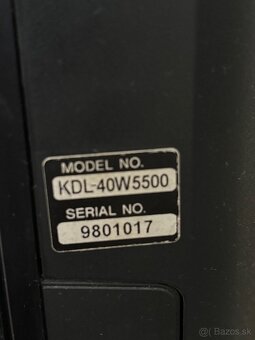 MODEL NO.
KDL-40W5500
SERIAL NO.
9801017
Bazos.sk